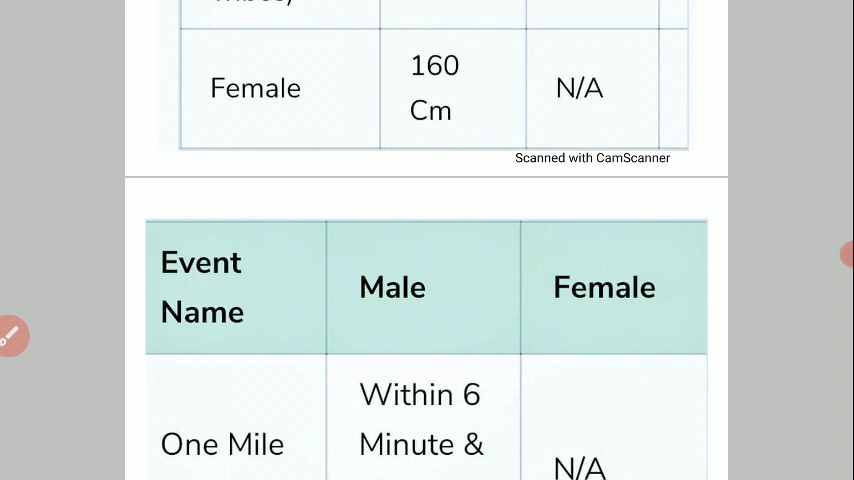 Female
160
Cm
N/A
Scanned with CamScanner
Event
Name
Male
Female
One Mile
Within 6
Minute &
N/A